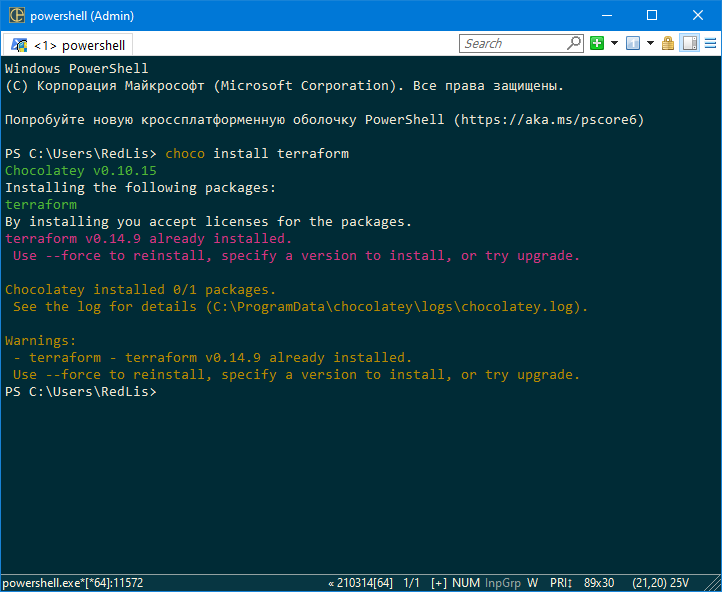 powershell (Admin)
<1> powershell
Search
Windows PowerShell
(C) Корпорация Майкрософт (Microsoft Corporation). Все права защищены.
Попробуйте новую кроссплатформенную оболочку PowerShell (https://aka.ms/pscore6)
PS C:\Users\RedLis> choco install terraform
Chocolatey v0.10.15
Installing the following packages:
terraform
By installing you accept licenses for the packages.
terraform v0.14.9 already installed.
Use --force to reinstall, specify a version to install, or try upgrade.
Chocolatey installed 0/1 packages.
See the log for details (C:\ProgramData\chocolatey\logs\chocolatey.log).
Warnings:
- terraform - terraform v0.14.9 already installed.
Use --force to reinstall, specify a version to install, or try upgrade.
PS C:\Users\RedLis>
powershell.exe*[*64]:11572 « 210314[64] 1/1 [+] NUM InpGrp W PRI↕ 89x30 (21,20) 25V